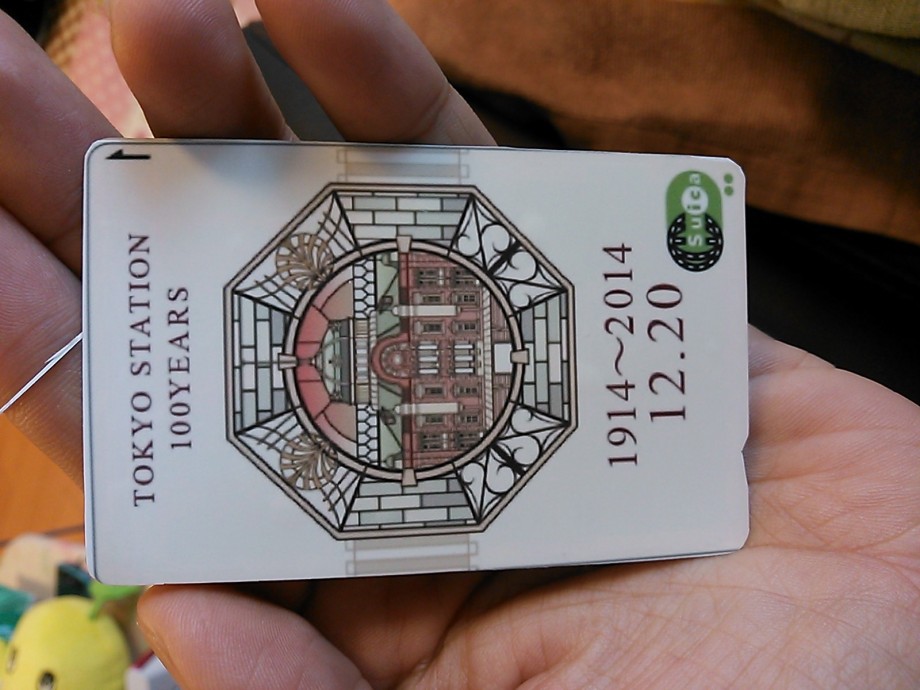 TOKYO STATION
100YEARS
1914～2014
12.20
Suica